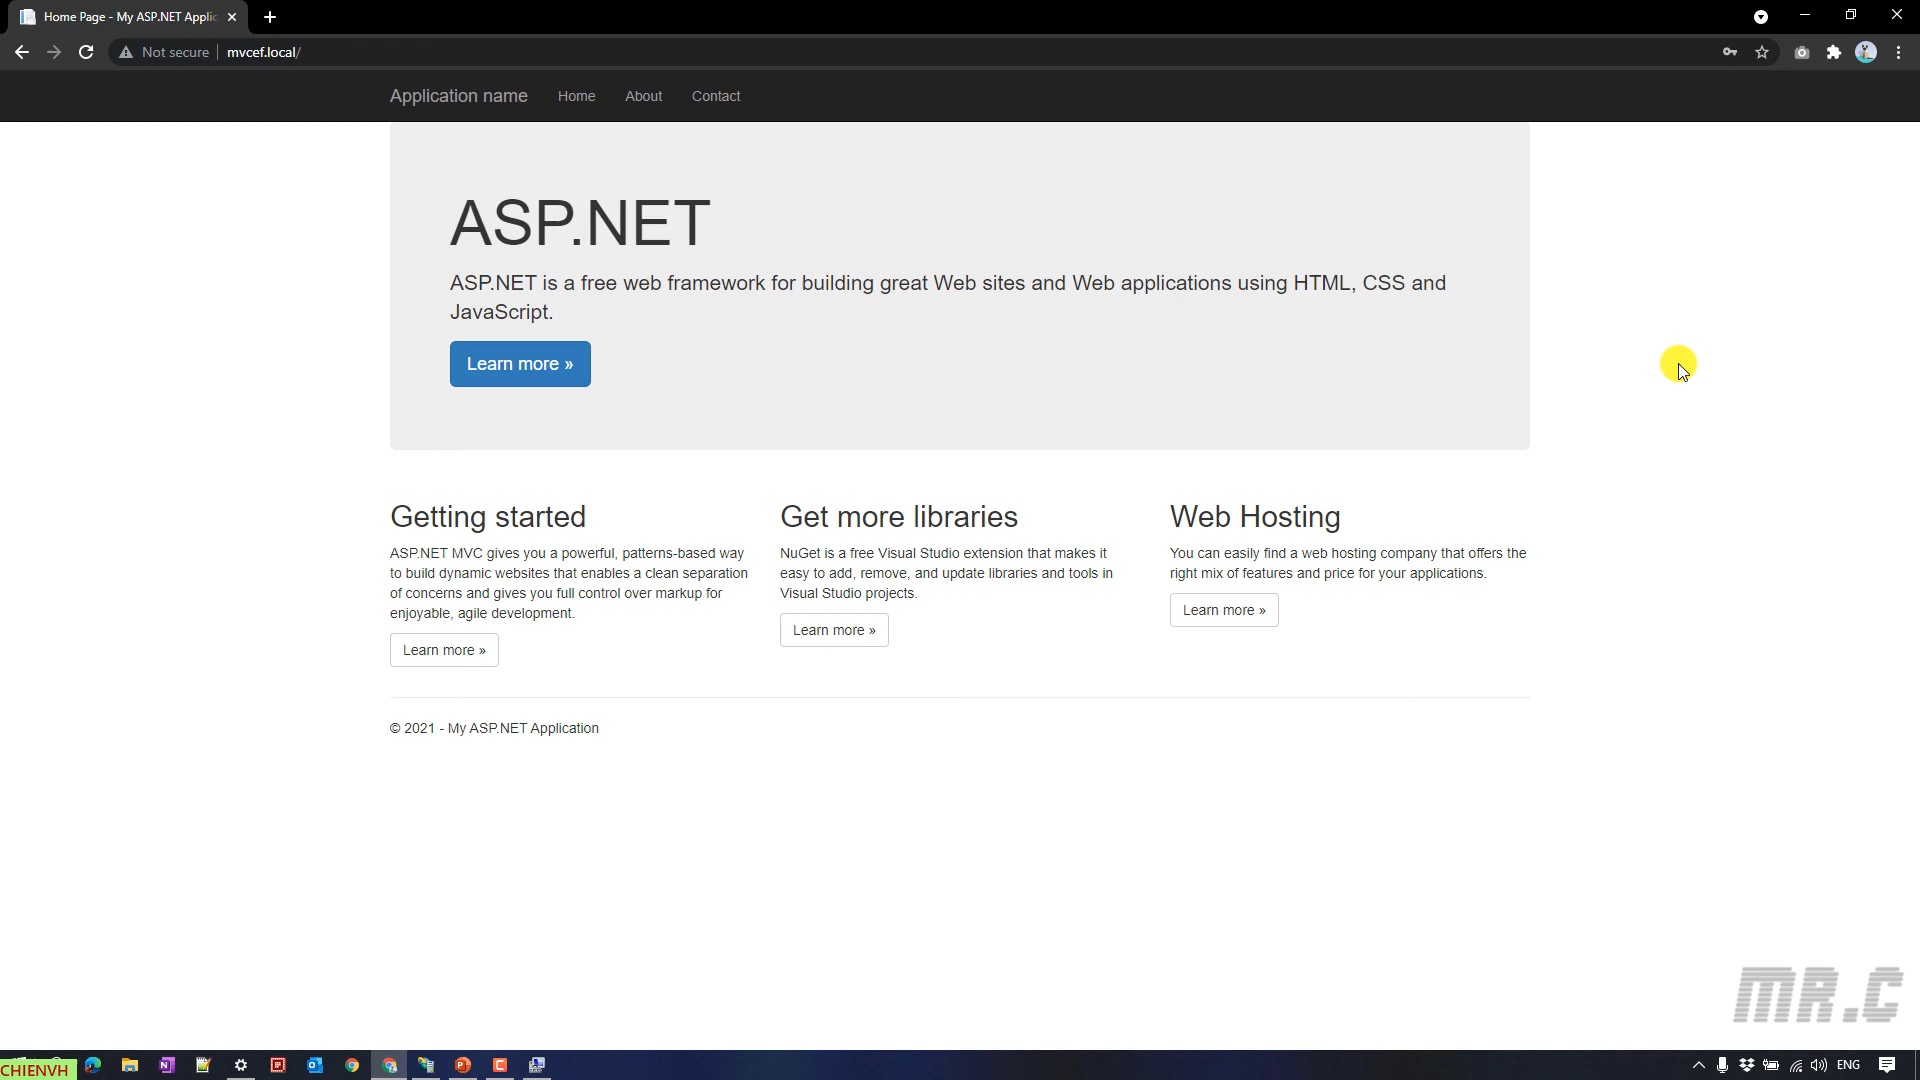 Home Page - My ASP.NET Applic
Not secure
mvcef.local/
Application name
Home
About
Contact
ASP.NET
ASP.NET is a free web framework for building great Web sites and Web applications using HTML, CSS and
JavaScript.
Learn more »
Getting started
ASP.NET MVC gives you a powerful, patterns-based way
to build dynamic websites that enables a clean separation
of concerns and gives you full control over markup for
enjoyable, agile development.
Learn more »
Get more libraries
NuGet is a free Visual Studio extension that makes it
easy to add, remove, and update libraries and tools in
Visual Studio projects.
Learn more »
Web Hosting
You can easily find a web hosting company that offers the
right mix of features and price for your applications.
Learn more »
© 2021 - My ASP.NET Application
MR.C
CHIENVH
ENG